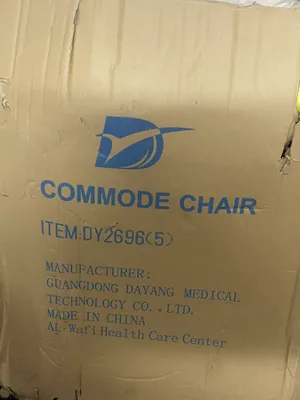 COMMODE CHAIR
ITEM:DY2696(5)
MANUFACTURER:
GUANGDONG DAYANG MEDICAL
TECHNOLOGY CO.,LTD.
MADE IN CHINA
AL-Wafi Health Care Center